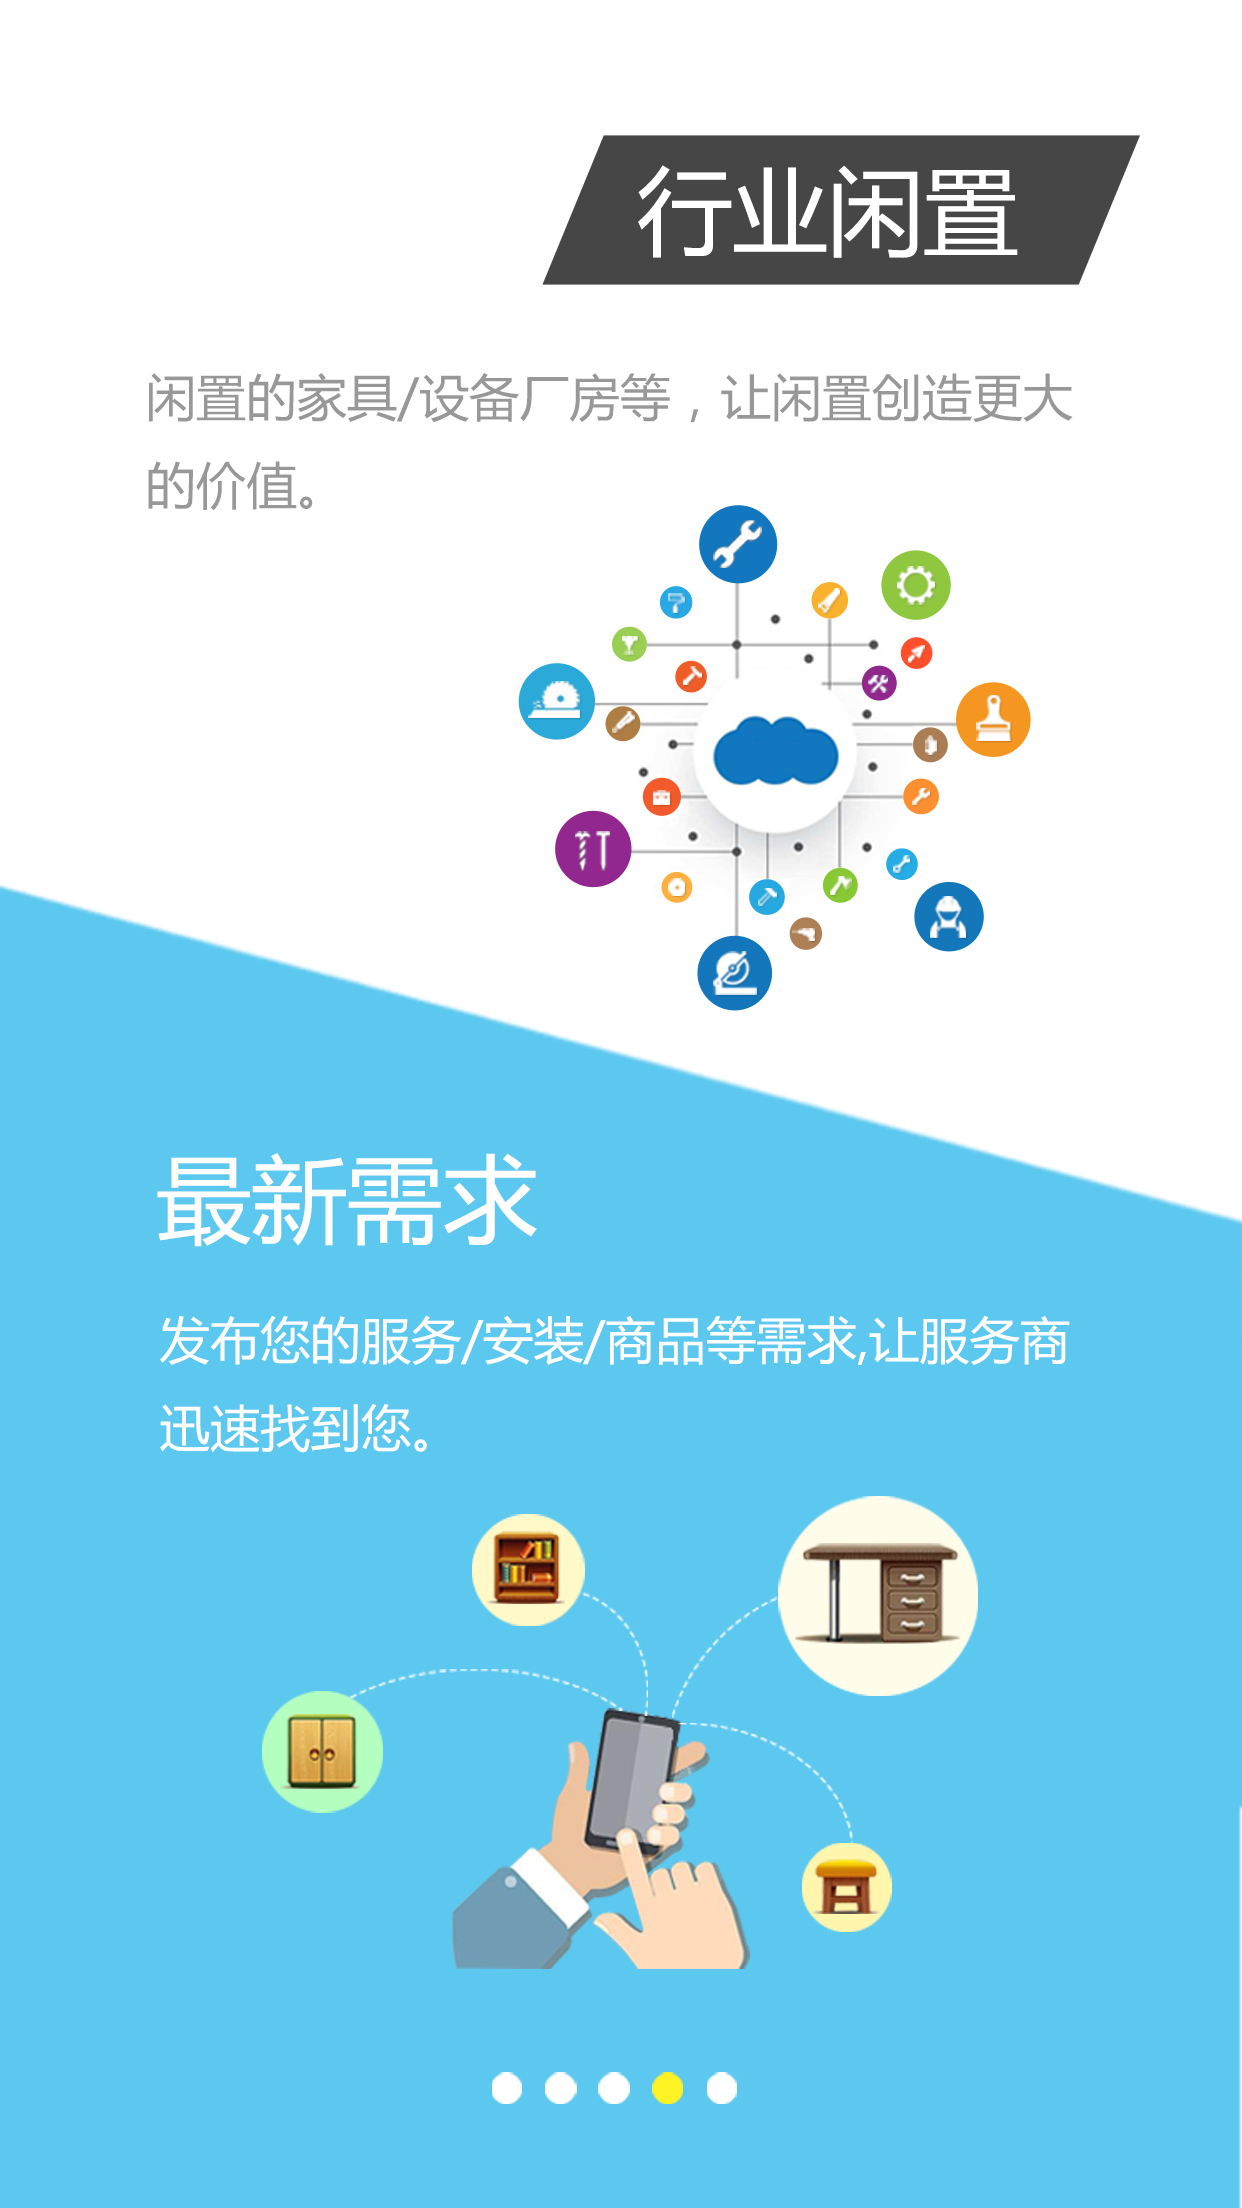 行业闲置
闲置的家具/设备厂房等，让闲置创造更大
的价值。
最新需求
发布您的服务/安装/商品等需求,让服务商
迅速找到您。